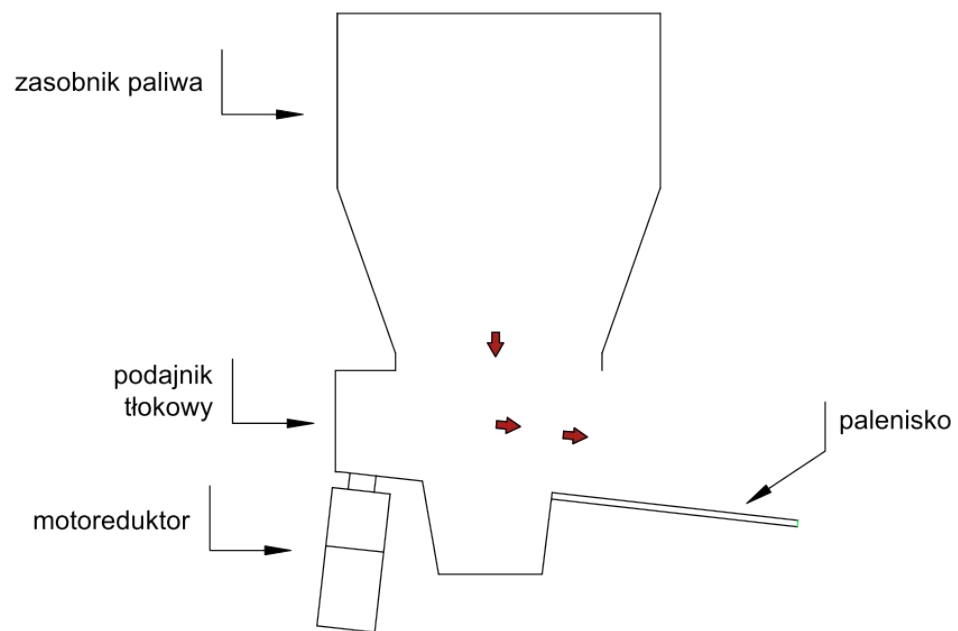 zasobnik paliwa
podajnik
tłokowy
palenisko
motoreduktor